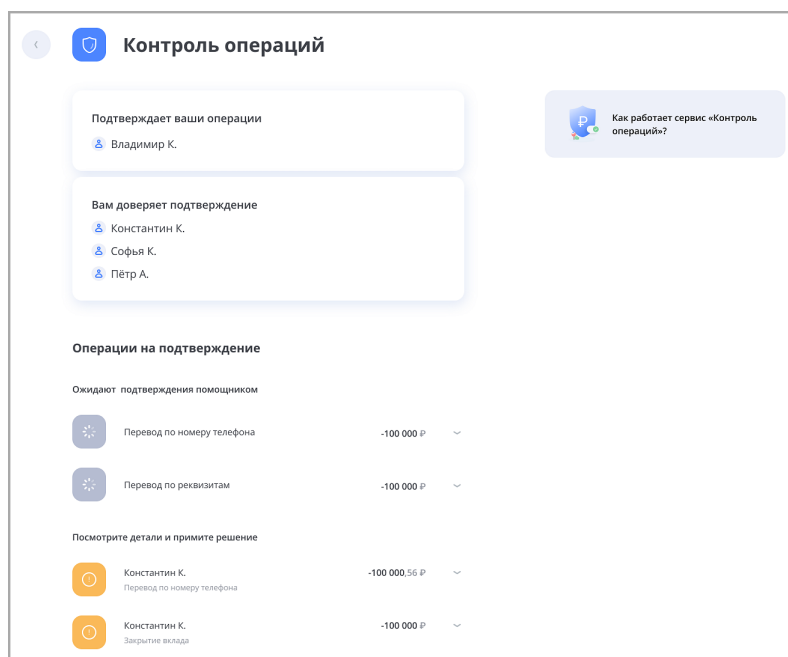 Контроль операций
Подтверждает ваши операции
Владимир К.
Как работает сервис «Контроль
операций»?
Вам доверяет подтверждение
Константин К.
Софья К.
Пётр А.
Операции на подтверждение
Ожидают подтверждения помощником
Перевод по номеру телефона -100 000 ₽
Перевод по реквизитам -100 000 ₽
Посмотрите детали и примите решение
Константин К. -100 000,56 ₽
Перевод по номеру телефона
Константин К. -100 000 ₽
Закрытие вклада